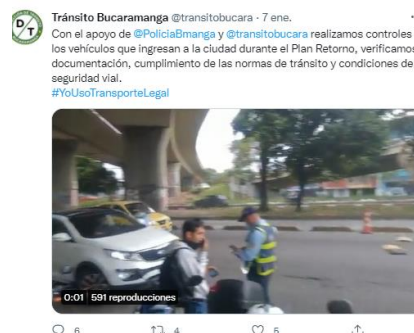 Tránsito Bucaramanga @transitobucara · 7 ene.
Con el apoyo de @PoliciaBmanga y @transitobucara realizamos controles
los vehículos que ingresan a la ciudad durante el Plan Retorno, verificamos
documentación, cumplimiento de las normas de tránsito y condiciones de
seguridad vial.
#YoUsoTransporteLegal
0:01 591 reproducciones
6 4 5